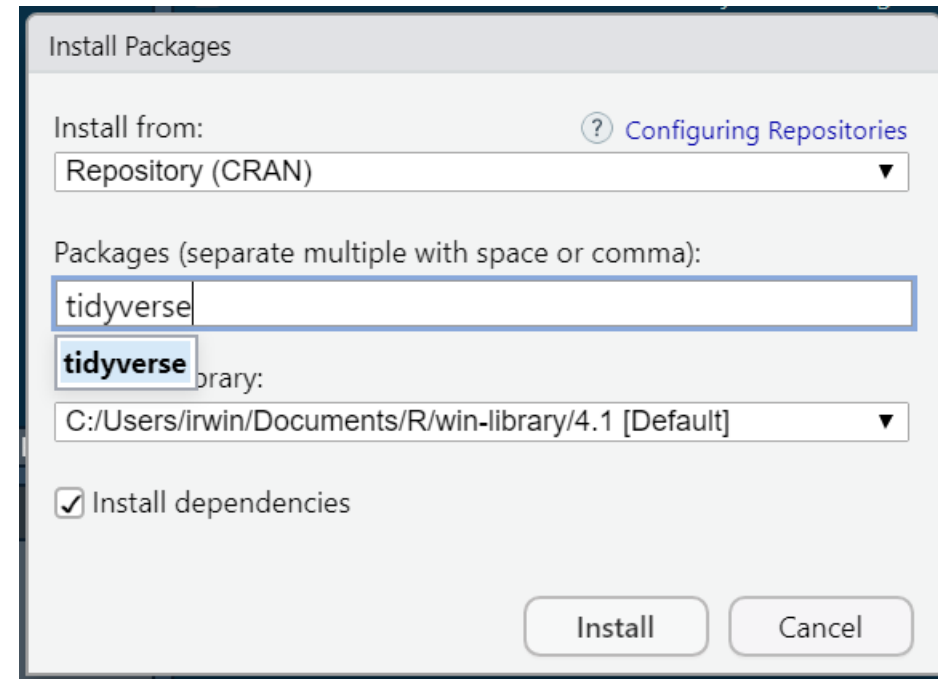 Install Packages
Install from:
? Configuring Repositories
Repository (CRAN)
Packages (separate multiple with space or comma):
tidyverse
tidyverse
brary:
C:/Users/irwin/Documents/R/win-library/4.1 [Default]
Install dependencies
Install
Cancel